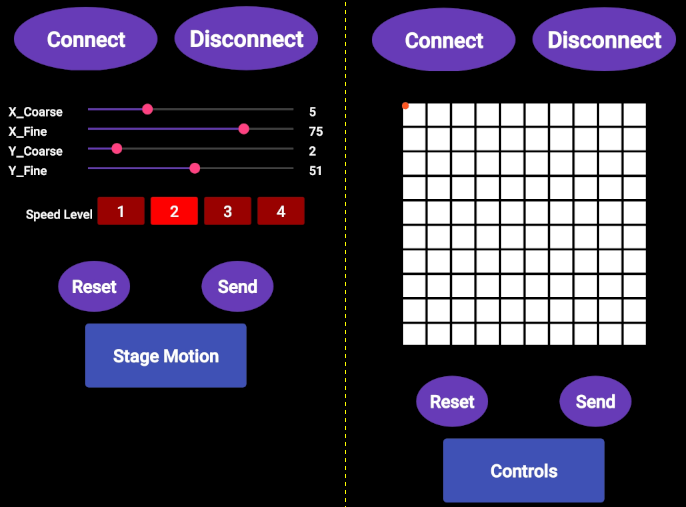 Connect Disconnect
X_Coarse 5
X_Fine 75
Y_Coarse 2
Y_Fine 51
Speed Level 1 2 3 4
Reset Send
Stage Motion
Connect Disconnect
Reset Send
Controls